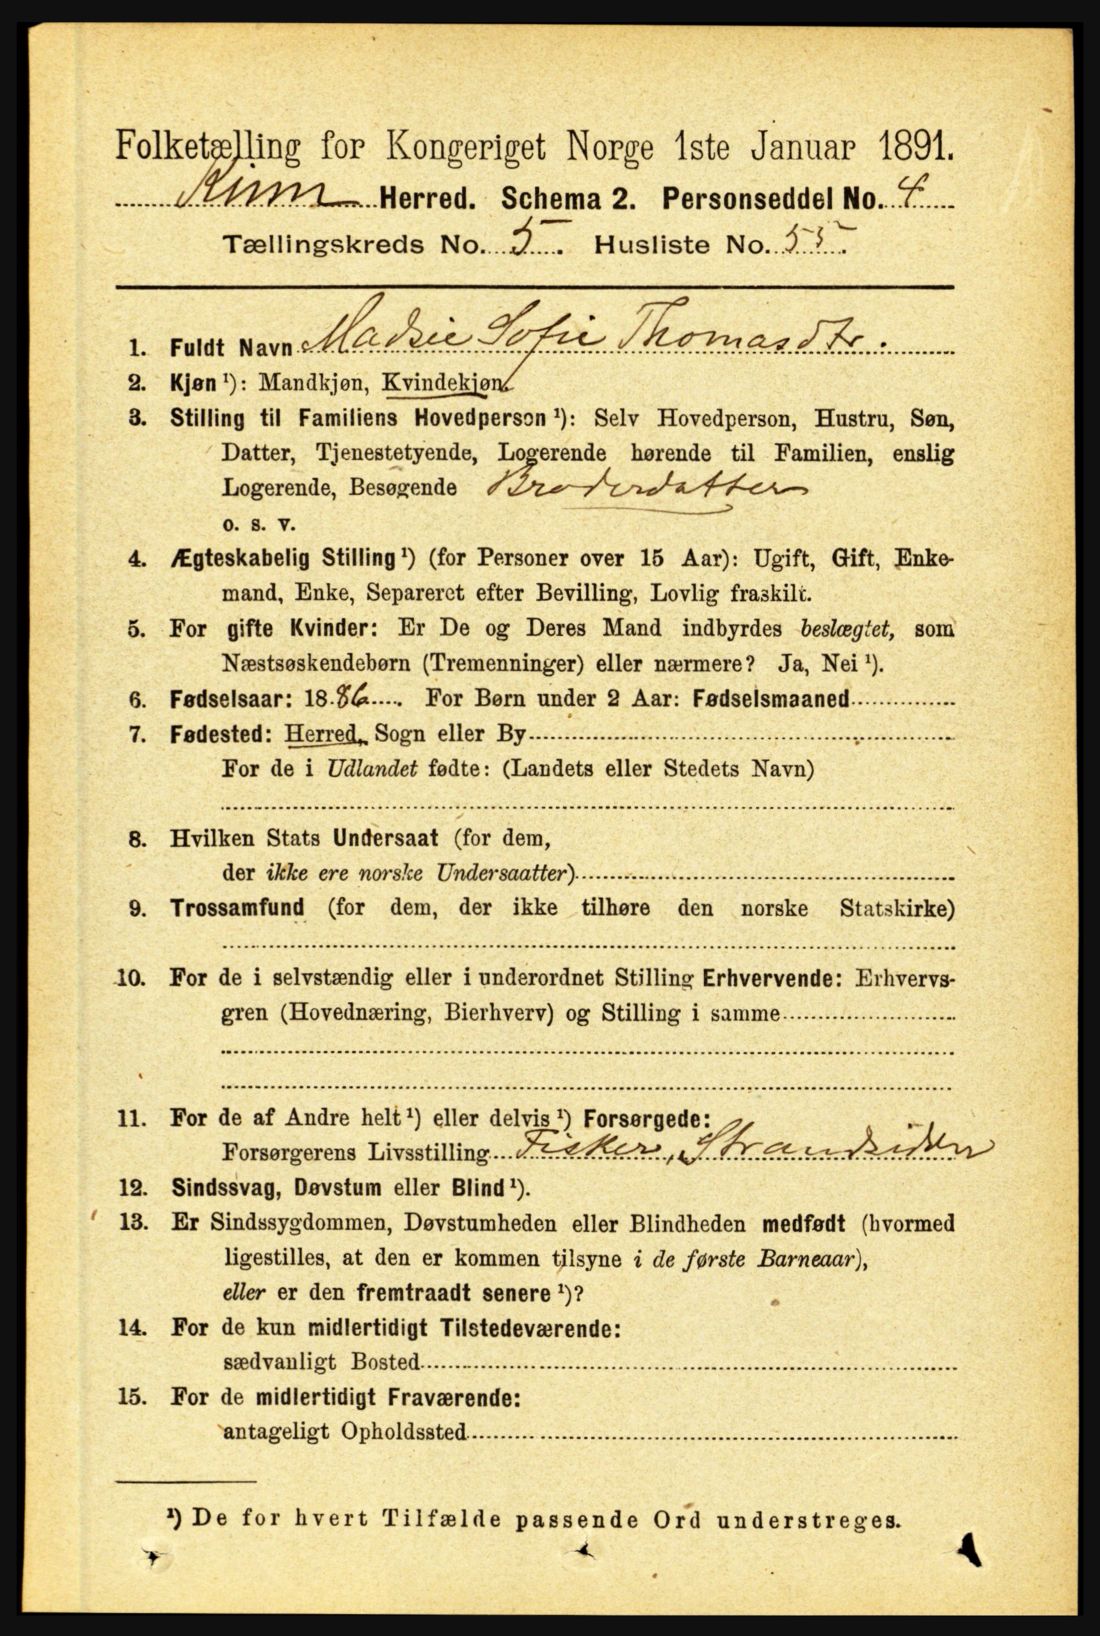 Folketælling for Kongeriget Norge 1ste Januar 1891.
Kinn Herred. Schema 2. Personseddel No. 4
Tællingskreds No. 5. Husliste No. 55.
1. Fuldt Navn Madsie Sofie Thomasdtr.
2. Kjøn ¹): Mandkjøn, Kvindekjøn.
3. Stilling til Familiens Hovedperson ¹): Selv Hovedperson, Hustru, Søn,
Datter, Tjenestetyende, Logerende hørende til Familien, enslig
Logerende, Besøgende Broderdatter
o. s. v.
4. Ægteskabelig Stilling ¹) (for Personer over 15 Aar): Ugift, Gift, Enke-
mand, Enke, Separeret efter Bevilling, Lovlig fraskilt.
5. For gifte Kvinder: Er De og Deres Mand indbyrdes beslægtet, som
Næstsøskendebørn (Tremenninger) eller nærmere? Ja, Nei ¹).
6. Fødselsaar: 1886. For Børn under 2 Aar: Fødselsmaaned
7. Fødested: Herred, Sogn eller By
For de i Udlandet fødte: (Landets eller Stedets Navn)
8. Hvilken Stats Undersaat (for dem,
der ikke ere norske Undersaatter)
9. Trossamfund (for dem, der ikke tilhøre den norske Statskirke)
10. For de i selvstændig eller i underordnet Stilling Erhvervende: Erhvervs-
gren (Hovednæring, Bierhverv) og Stilling i samme
11. For de af Andre helt ¹) eller delvis ¹) Forsørgede:
Forsørgerens Livsstilling Fisker, Strandsidder
12. Sindssvag, Døvstum eller Blind ¹).
13. Er Sindssygdommen, Døvstumheden eller Blindheden medfødt (hvormed
ligestilles, at den er kommen tilsyne i de første Barneaar),
eller er den fremtraadt senere ¹)?
14. For de kun midlertidigt Tilstedeværende:
sædvanligt Bosted
15. For de midlertidigt Fraværende:
antageligt Opholdssted
¹) De for hvert Tilfælde passende Ord understreges.